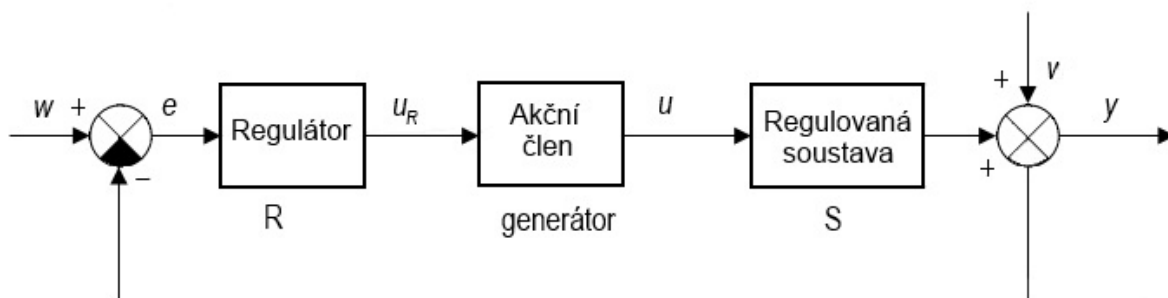 w + e
−
Regulátor
R
u_R
Akční
člen
generátor
u
Regulovaná
soustava
S
+ v
+
y